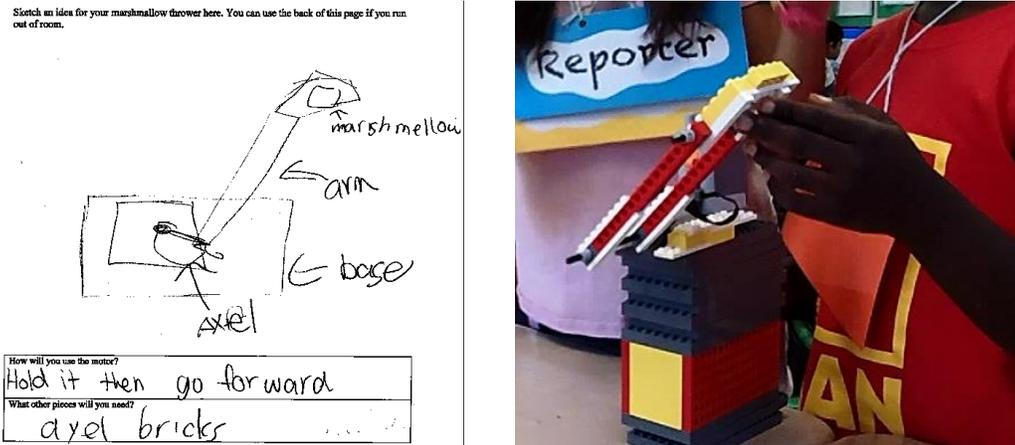 Sketch an idea for your marshmallow thrower here. You can use the back of this page if you run
out of room.
marshmellow
arm
base
Axel
How will you use the motor?
Hold it then go forward
What other pieces will you need?
axel bricks
Reporter
AN